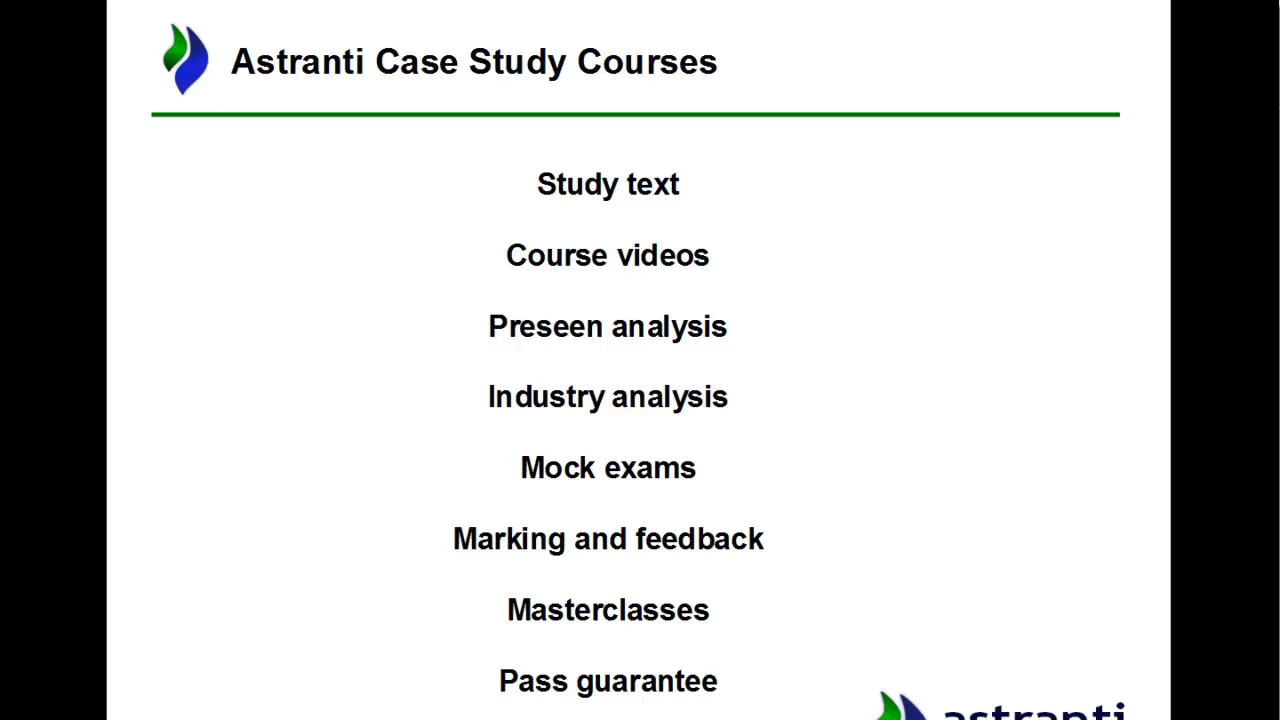 Astranti Case Study Courses
Study text
Course videos
Preseen analysis
Industry analysis
Mock exams
Marking and feedback
Masterclasses
Pass guarantee
astranti